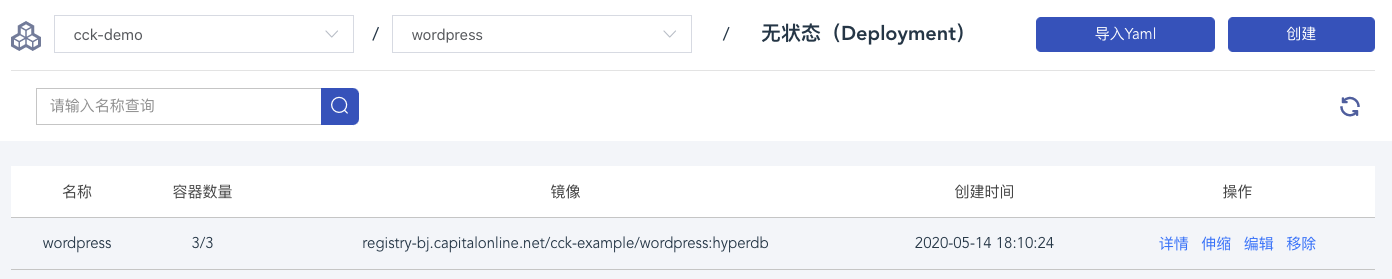 cck-demo / wordpress / 无状态（Deployment） 导入Yaml 创建
请输入名称查询
名称 容器数量 镜像 创建时间 操作
wordpress 3/3 registry-bj.capitalonline.net/cck-example/wordpress:hyperdb 2020-05-14 18:10:24 详情 伸缩 编辑 移除